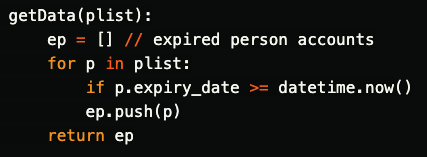 getData(plist):
    ep = [] // expired person accounts
    for p in plist:
        if p.expiry_date >= datetime.now()
        ep.push(p)
    return ep